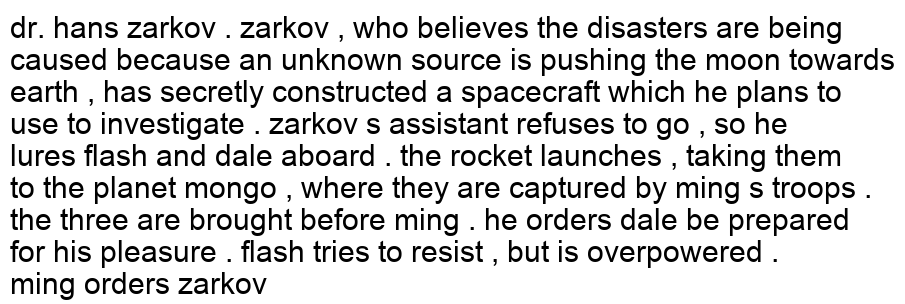 dr. hans zarkov . zarkov , who believes the disasters are being
caused because an unknown source is pushing the moon towards
earth , has secretly constructed a spacecraft which he plans to
use to investigate . zarkov s assistant refuses to go , so he
lures flash and dale aboard . the rocket launches , taking them
to the planet mongo , where they are captured by ming s troops .
the three are brought before ming . he orders dale be prepared
for his pleasure . flash tries to resist , but is overpowered .
ming orders zarkov